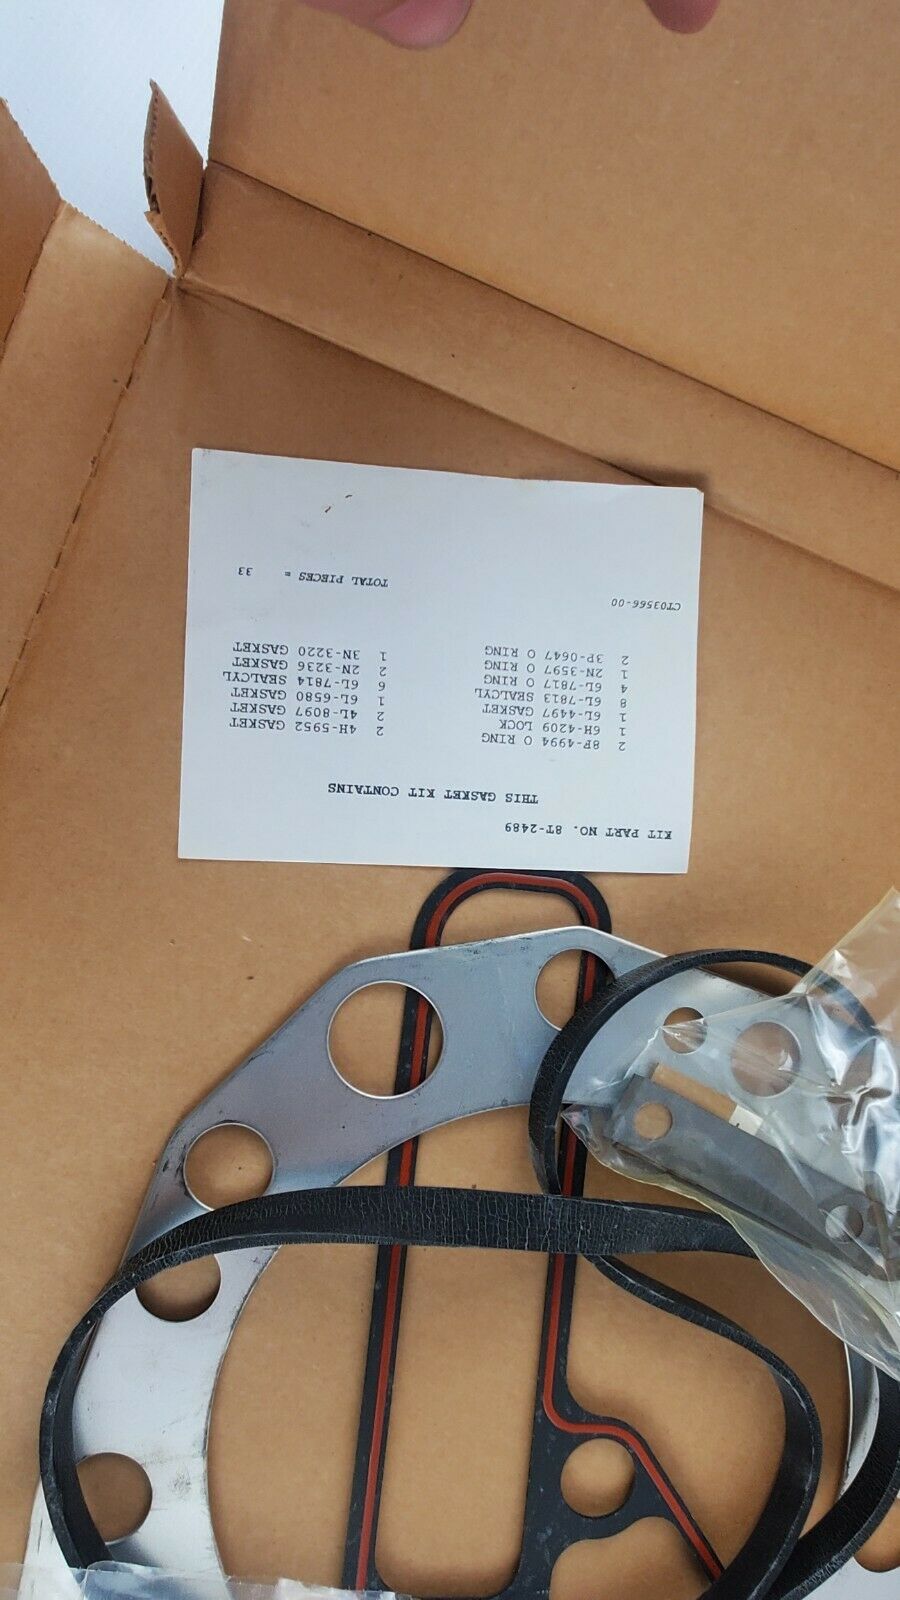 KIT PART NO. 8T-2489
THIS GASKET KIT CONTAINS
2 8F-4994 O RING 2 4H-5952 GASKET
1 6H-4209 LOCK 2 4L-8097 GASKET
1 6L-4497 GASKET 1 6L-6580 GASKET
8 6L-7813 SEALCYL 6 6L-7814 SEALCYL
4 6L-7817 O RING 2 2N-3236 GASKET
1 2N-3597 O RING 1 3N-3220 GASKET
2 3P-0647 O RING
CT03566-00
TOTAL PIECES = 33